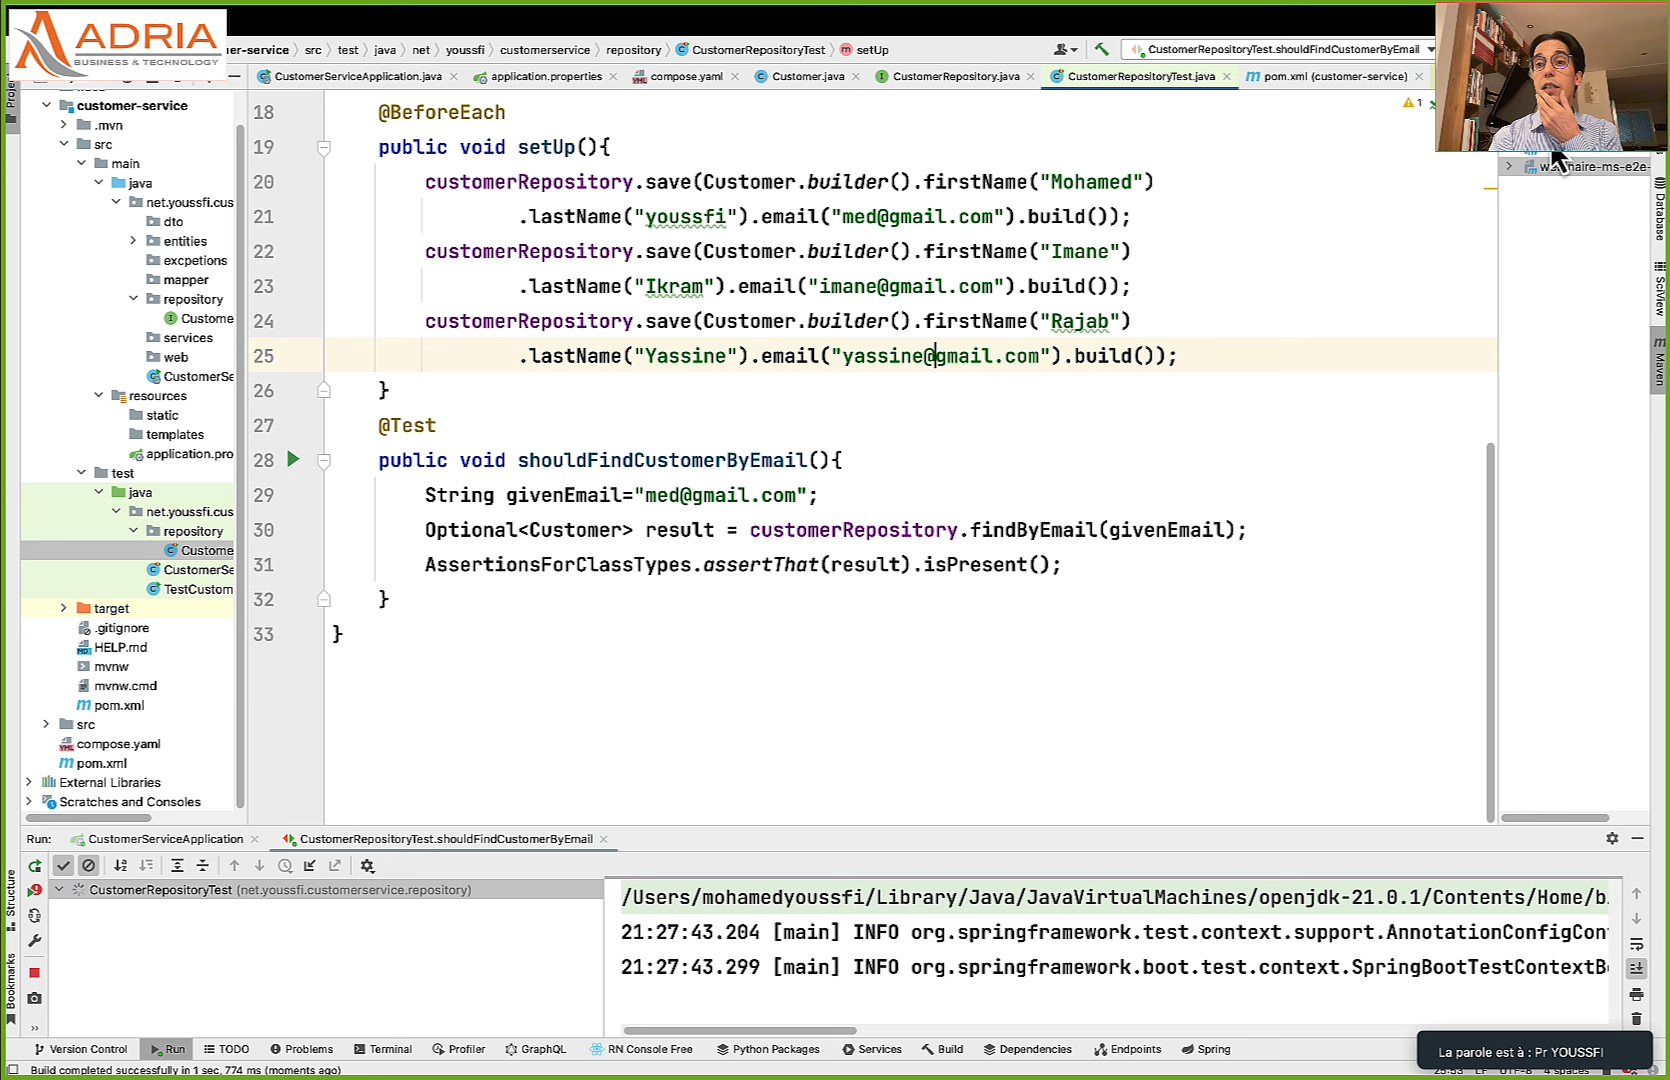 ADRIA
BUSINESS & TECHNOLOGY
er-service › src › test › java › net › youssfi › customerservice › repository › CustomerRepositoryTest › setUp
CustomerRepositoryTest.shouldFindCustomerByEmail
CustomerServiceApplication.java
application.properties
compose.yaml
Customer.java
CustomerRepository.java
CustomerRepositoryTest.java
pom.xml (customer-service)
customer-service
.mvn
src
main
java
net.youssfi.cus
dto
entities
excpetions
mapper
repository
Custome
services
web
CustomerSe
resources
static
templates
application.pro
test
java
net.youssfi.cus
repository
Custome
CustomerSe
TestCustom
target
.gitignore
HELP.md
mvnw
mvnw.cmd
pom.xml
src
compose.yaml
pom.xml
External Libraries
Scratches and Consoles
18 @BeforeEach
19 public void setUp(){
20 customerRepository.save(Customer.builder().firstName("Mohamed")
21 .lastName("youssfi").email("med@gmail.com").build());
22 customerRepository.save(Customer.builder().firstName("Imane")
23 .lastName("Ikram").email("imane@gmail.com").build());
24 customerRepository.save(Customer.builder().firstName("Rajab")
25 .lastName("Yassine").email("yassine@gmail.com").build());
26 }
27 @Test
28 public void shouldFindCustomerByEmail(){
29 String givenEmail="med@gmail.com";
30 Optional<Customer> result = customerRepository.findByEmail(givenEmail);
31 AssertionsForClassTypes.assertThat(result).isPresent();
32 }
33 }
1
Database
SciView
Maven
Structure
Bookmarks
Run: CustomerServiceApplication CustomerRepositoryTest.shouldFindCustomerByEmail
CustomerRepositoryTest (net.youssfi.customerservice.repository)
/Users/mohamedyoussfi/Library/Java/JavaVirtualMachines/openjdk-21.0.1/Contents/Home/b
21:27:43.204 [main] INFO org.springframework.test.context.support.AnnotationConfigCon
21:27:43.299 [main] INFO org.springframework.boot.test.context.SpringBootTestContextB
Version Control Run TODO Problems Terminal Profiler GraphQL RN Console Free Python Packages Services Build Dependencies Endpoints Spring
La parole est à : Pr YOUSSFI
Build completed successfully in 1 sec, 774 ms (moments ago)
25:53 LF UTF-8 4 spaces